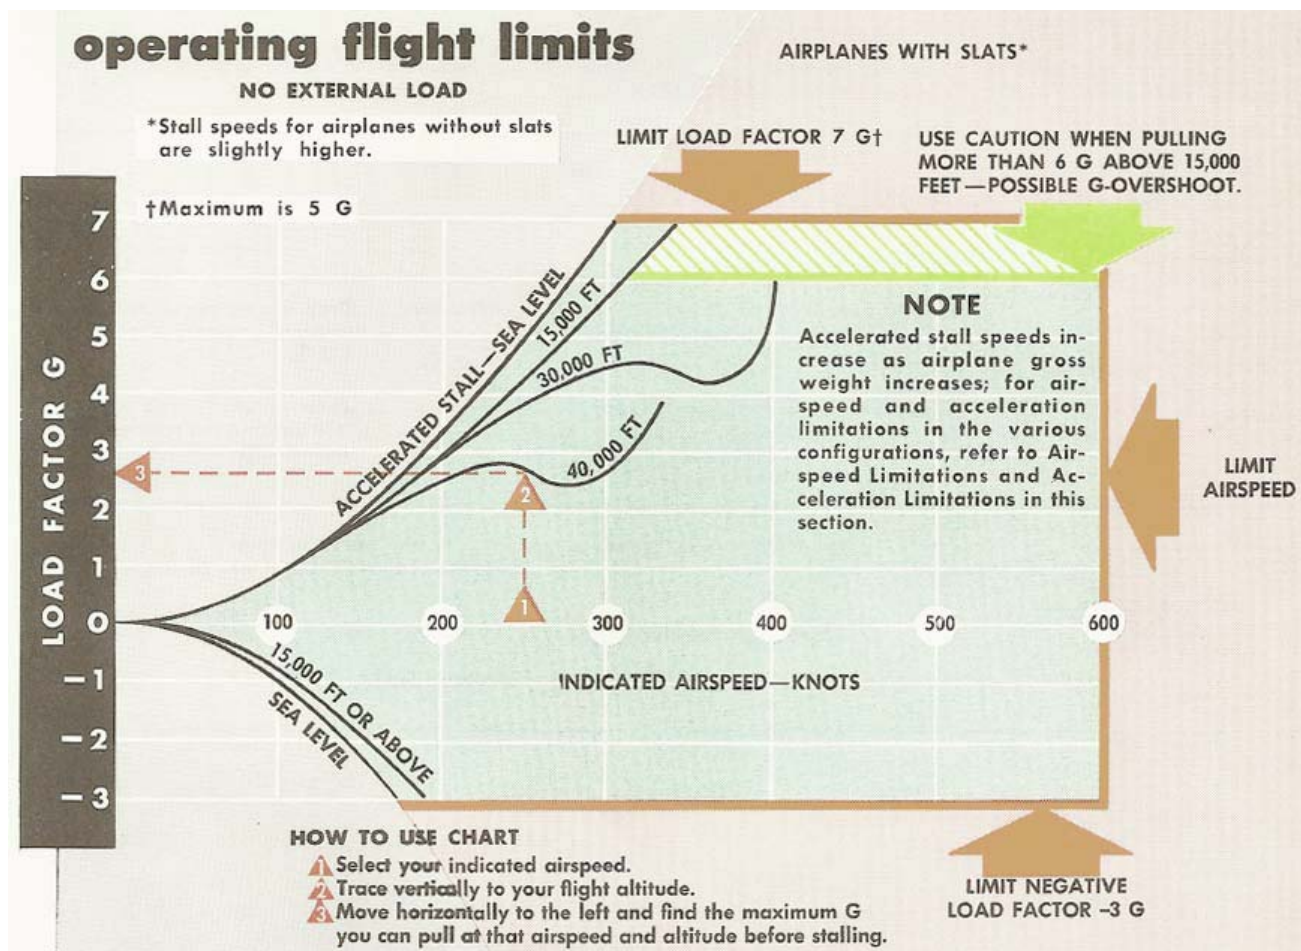 operating flight limits
AIRPLANES WITH SLATS*
NO EXTERNAL LOAD
*Stall speeds for airplanes without slats
are slightly higher.
LIMIT LOAD FACTOR 7 G†
USE CAUTION WHEN PULLING
MORE THAN 6 G ABOVE 15,000
FEET—POSSIBLE G-OVERSHOOT.
†Maximum is 5 G
LOAD FACTOR G
7
6
5
4
3
2
1
0
−1
−2
−3
ACCELERATED STALL—SEA LEVEL
15,000 FT
30,000 FT
40,000 FT
NOTE
Accelerated stall speeds in-
crease as airplane gross
weight increases; for air-
speed and acceleration
limitations in the various
configurations, refer to Air-
speed Limitations and Ac-
celeration Limitations in this
section.
LIMIT
AIRSPEED
3
2
1
100
200
300
400
500
600
INDICATED AIRSPEED—KNOTS
15,000 FT OR ABOVE
SEA LEVEL
HOW TO USE CHART
1 Select your indicated airspeed.
2 Trace vertically to your flight altitude.
3 Move horizontally to the left and find the maximum G
you can pull at that airspeed and altitude before stalling.
LIMIT NEGATIVE
LOAD FACTOR −3 G